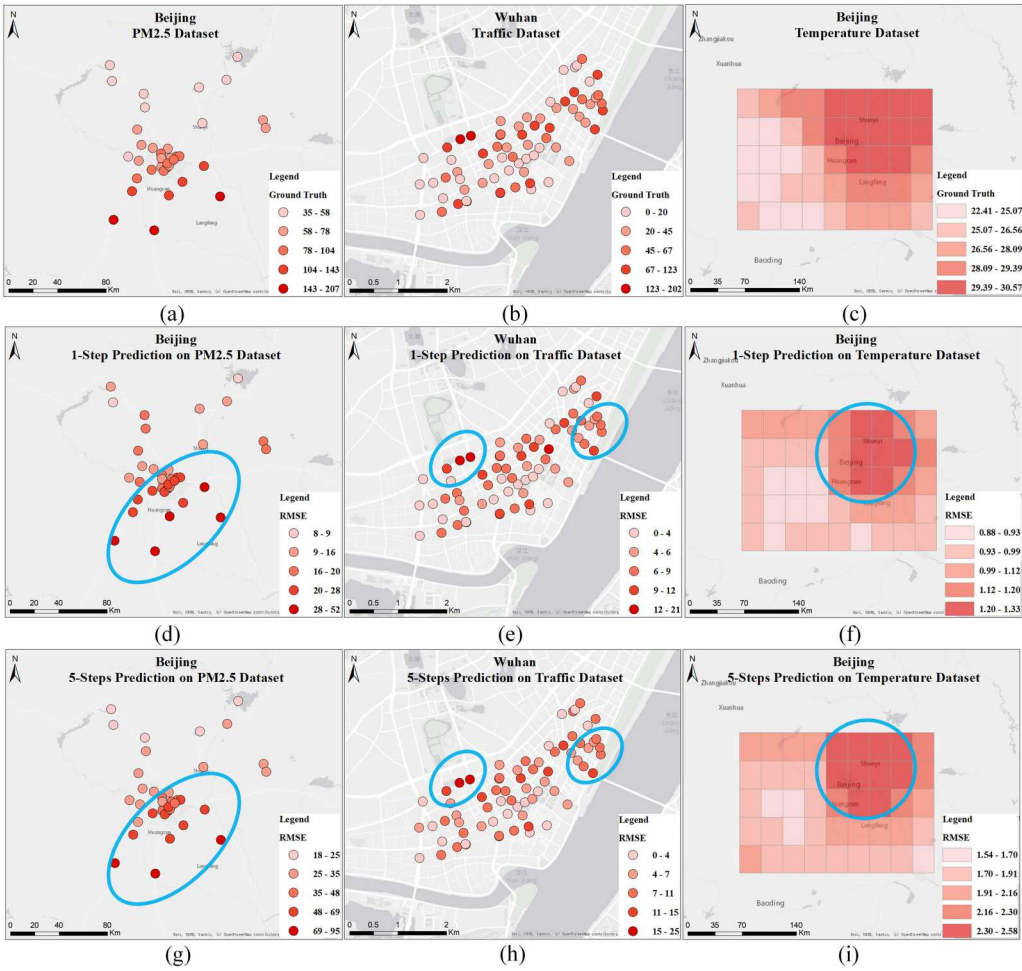 Beijing
PM2.5 Dataset
N
Shunyi
Huangcun
Langfang
Legend
Ground Truth
35 - 58
58 - 78
78 - 104
104 - 143
143 - 207
0 20 40 80 Km
(a)
Wuhan
Traffic Dataset
N
Legend
Ground Truth
0 - 20
20 - 45
45 - 67
67 - 123
123 - 202
0 0.5 1 2 Km
(b)
Beijing
Temperature Dataset
N
Zhangjiakou
Xuanhua
Shunyi
Beijing
Huangcun
Langfang
Baoding
Legend
Ground Truth
22.41 - 25.07
25.07 - 26.56
26.56 - 28.09
28.09 - 29.39
29.39 - 30.57
0 35 70 140 Km
(c)
Beijing
1-Step Prediction on PM2.5 Dataset
N
Shunyi
Huangcun
Langfang
Legend
RMSE
8 - 9
9 - 16
16 - 20
20 - 28
28 - 52
0 20 40 80 Km
(d)
Wuhan
1-Step Prediction on Traffic Dataset
N
Legend
RMSE
0 - 4
4 - 6
6 - 9
9 - 12
12 - 21
0 0.5 1 2 Km
(e)
Beijing
1-Step Prediction on Temperature Dataset
N
Zhangjiakou
Xuanhua
Shunyi
Beijing
Huangcun
Langfang
Baoding
Legend
RMSE
0.88 - 0.93
0.93 - 0.99
0.99 - 1.12
1.12 - 1.20
1.20 - 1.33
0 35 70 140 Km
(f)
Beijing
5-Steps Prediction on PM2.5 Dataset
N
Shunyi
Huangcun
Langfang
Legend
RMSE
18 - 25
25 - 35
35 - 48
48 - 69
69 - 95
0 20 40 80 Km
(g)
Wuhan
5-Steps Prediction on Traffic Dataset
N
Legend
RMSE
0 - 4
4 - 7
7 - 11
11 - 15
15 - 25
0 0.5 1 2 Km
(h)
Beijing
5-Steps Prediction on Temperature Dataset
N
Zhangjiakou
Xuanhua
Shunyi
Beijing
Huangcun
Langfang
Baoding
Legend
RMSE
1.54 - 1.70
1.70 - 1.91
1.91 - 2.16
2.16 - 2.30
2.30 - 2.58
0 35 70 140 Km
(i)